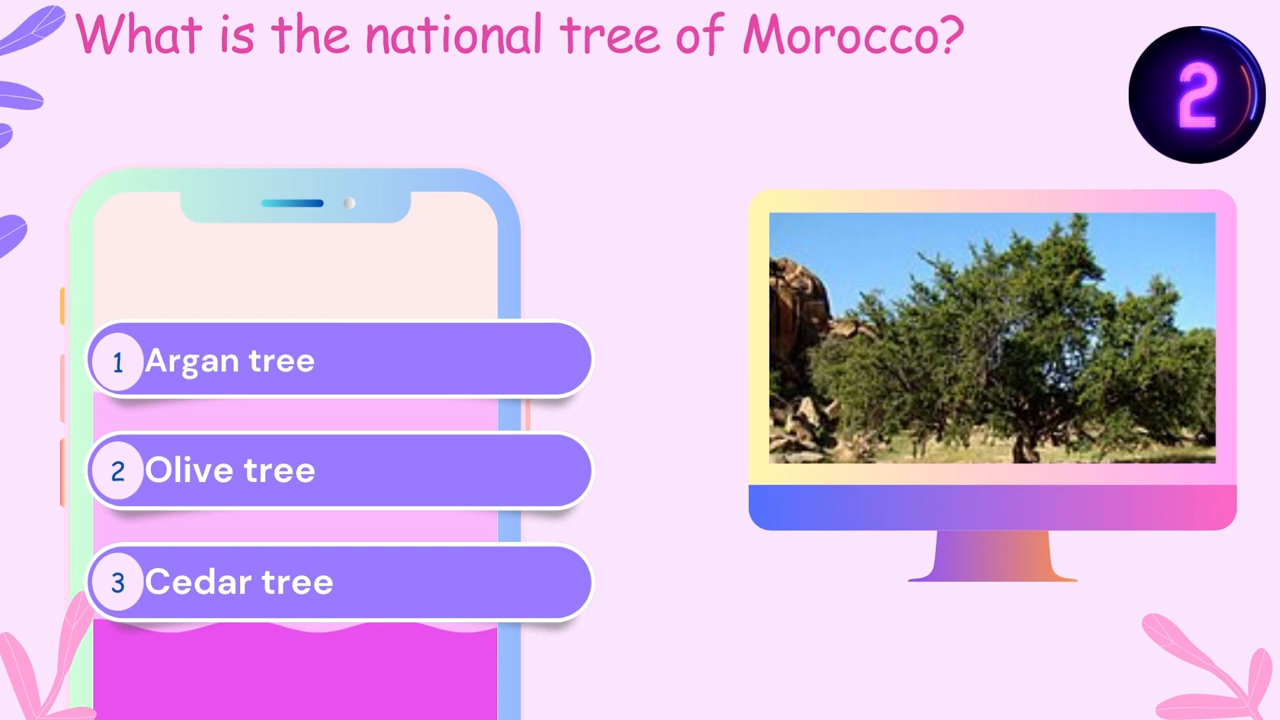 What is the national tree of Morocco?
2
1 Argan tree
2 Olive tree
3 Cedar tree